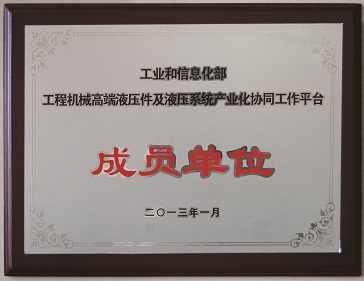 工业和信息化部
工程机械高端液压件及液压系统产业化协同工作平台
成员单位
二〇一三年一月